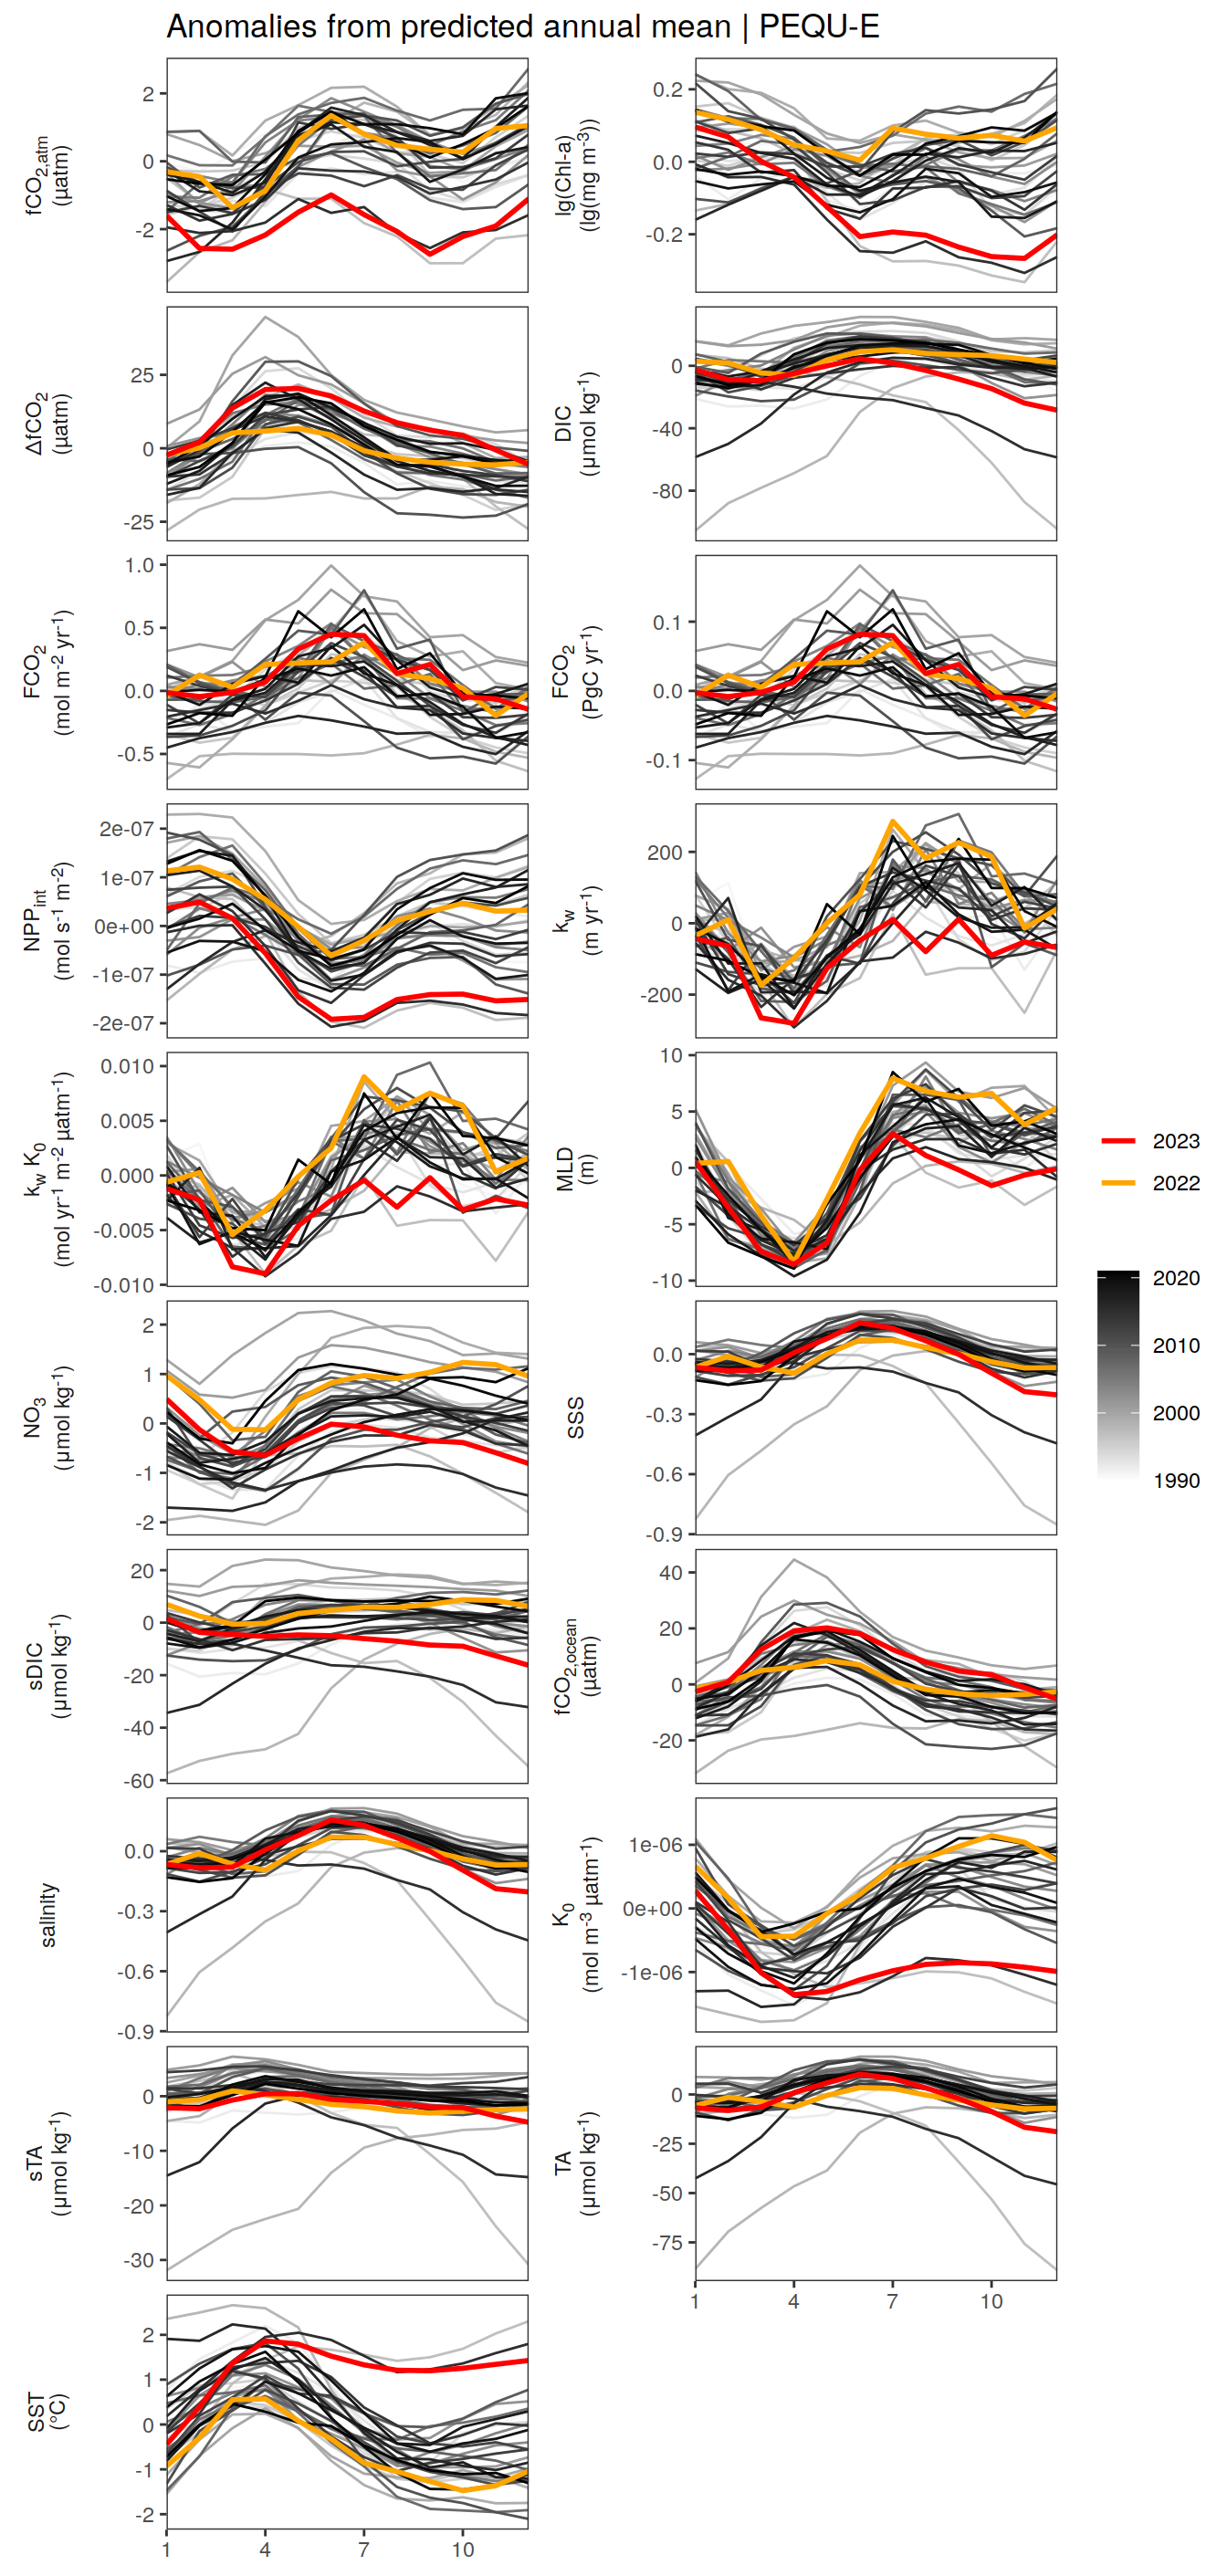 Anomalies from predicted annual mean | PEQU-E
fCO2,atm
(µatm)
2
0
-2
lg(Chl-a)
(lg(mg m-3))
0.2
0.0
-0.2
ΔfCO2
(µatm)
25
0
-25
DIC
(µmol kg-1)
0
-40
-80
FCO2
(mol m-2 yr-1)
1.0
0.5
0.0
-0.5
FCO2
(PgC yr-1)
0.1
0.0
-0.1
NPPint
(mol s-1 m-2)
2e-07
1e-07
0e+00
-1e-07
-2e-07
kw
(m yr-1)
200
0
-200
kw K0
(mol yr-1 m-2 µatm-1)
0.010
0.005
0.000
-0.005
-0.010
MLD
(m)
10
5
0
-5
-10
NO3
(µmol kg-1)
2
1
0
-1
-2
SSS
0.0
-0.3
-0.6
-0.9
sDIC
(µmol kg-1)
20
0
-20
-40
-60
fCO2,ocean
(µatm)
40
20
0
-20
salinity
0.0
-0.3
-0.6
-0.9
K0
(mol m-3 µatm-1)
1e-06
0e+00
-1e-06
sTA
(µmol kg-1)
0
-10
-20
-30
TA
(µmol kg-1)
0
-25
-50
-75
1 4 7 10
SST
(°C)
2
1
0
-1
-2
1 4 7 10
2023
2022
2020
2010
2000
1990